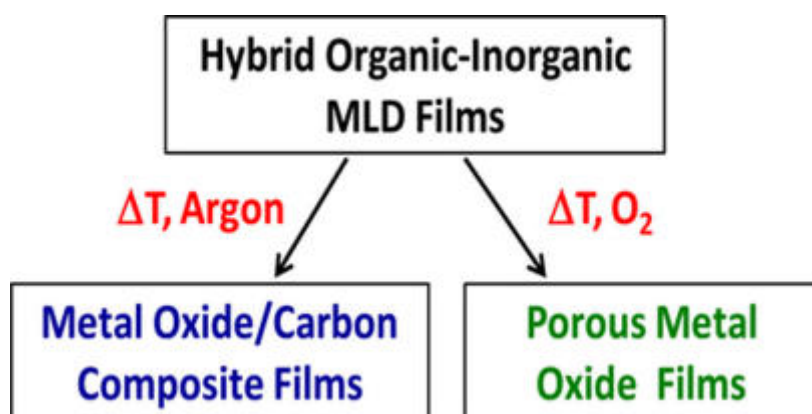 Hybrid Organic-Inorganic
MLD Films
ΔT, Argon
ΔT, O₂
Metal Oxide/Carbon
Composite Films
Porous Metal
Oxide Films